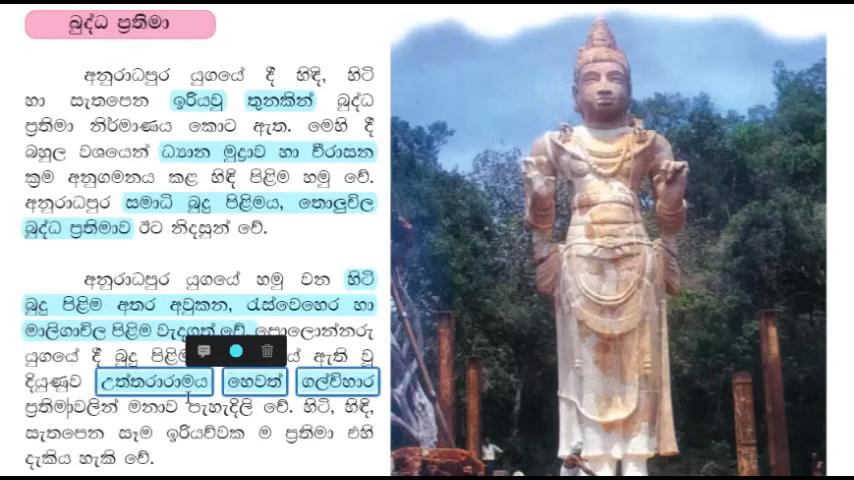 බුද්ධ ප්‍රතිමා
අනුරාධපුර යුගයේ දී හිඳි, හිටි
හා සැතපෙන ඉරියවු තුනකින් බුද්ධ
ප්‍රතිමා නිර්මාණය කොට ඇත. මෙහි දී
බහුල වශයෙන් ධ්‍යාන මුද්‍රාව හා වීරාසන
ක්‍රම අනුගමනය කළ හිඳි පිළිම හමු වේ.
අනුරාධපුර සමාධි බුදු පිළිමය, තොලුවිල
බුද්ධ ප්‍රතිමාව ඊට නිදසුන් වේ.
අනුරාධපුර යුගයේ හමු වන හිටි
බුදු පිළිම අතර අවුකන, රැස්වෙහෙර හා
මාලිගාවිල පිළිම වැදගත් වේ. පොලොන්නරු
යුගයේ දී බුදු ඇති වූ
දියුණුව උත්තරාරාමය හෙවත් ගල්විහාර
ප්‍රතිමාවලින් මනාව පැහැදිලි වේ. හිටි, හිඳි,
සැතපෙන සෑම ඉරියව්වක ම ප්‍රතිමා එහි
දැකිය හැකි වේ.